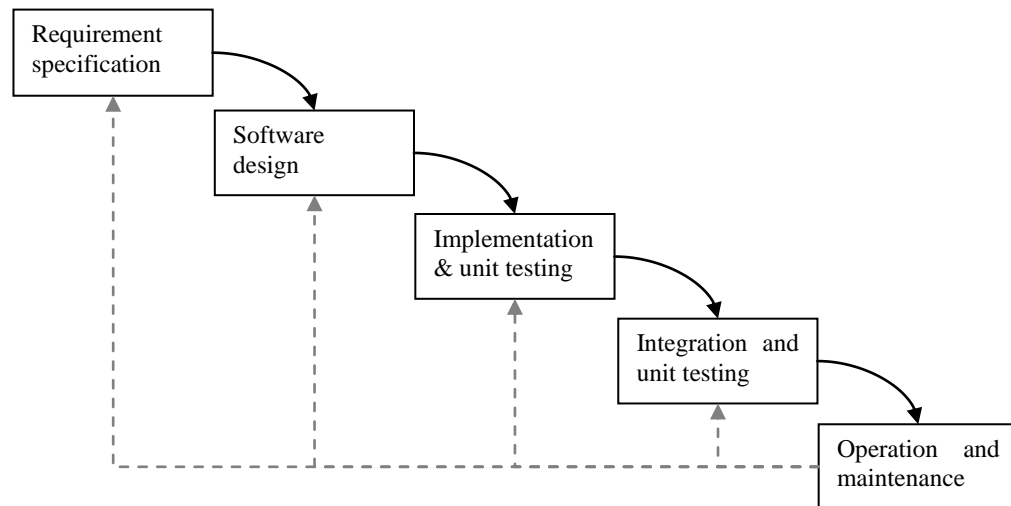 Requirement
specification
Software
design
Implementation
& unit testing
Integration and
unit testing
Operation and
maintenance